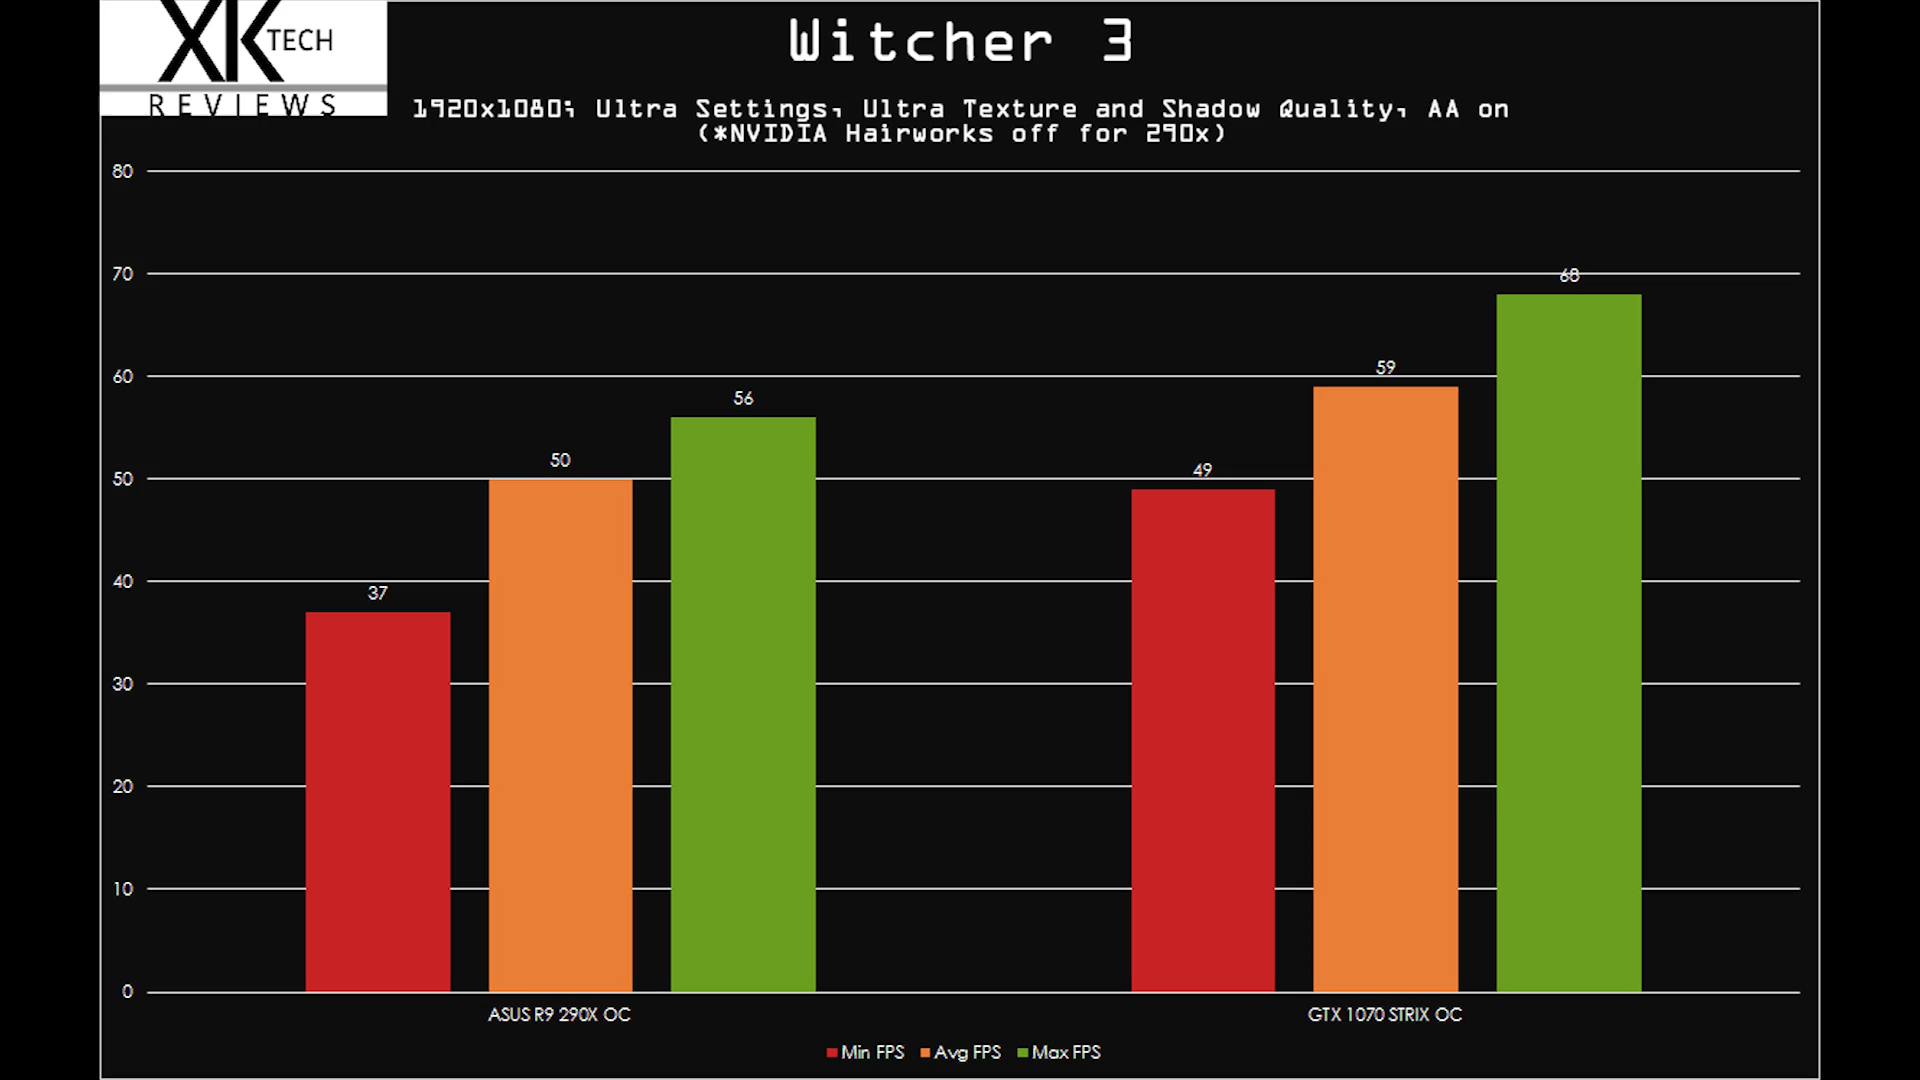 XK TECH
REVIEWS
Witcher 3
1920x1080; Ultra Settings, Ultra Texture and Shadow Quality, AA on
(*NVIDIA Hairworks off for 290x)
80
70
60
50
40
30
20
10
0
37
50
56
49
59
68
ASUS R9 290X OC
GTX 1070 STRIX OC
Min FPS Avg FPS Max FPS